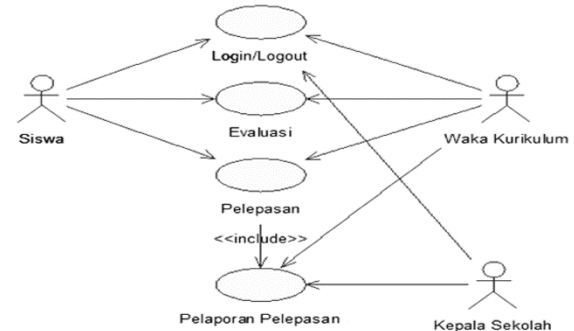 Login/Logout
Siswa
Evaluasi
Waka Kurikulum
Pelepasan
<<include>>
Pelaporan Pelepasan
Kepala Sekolah